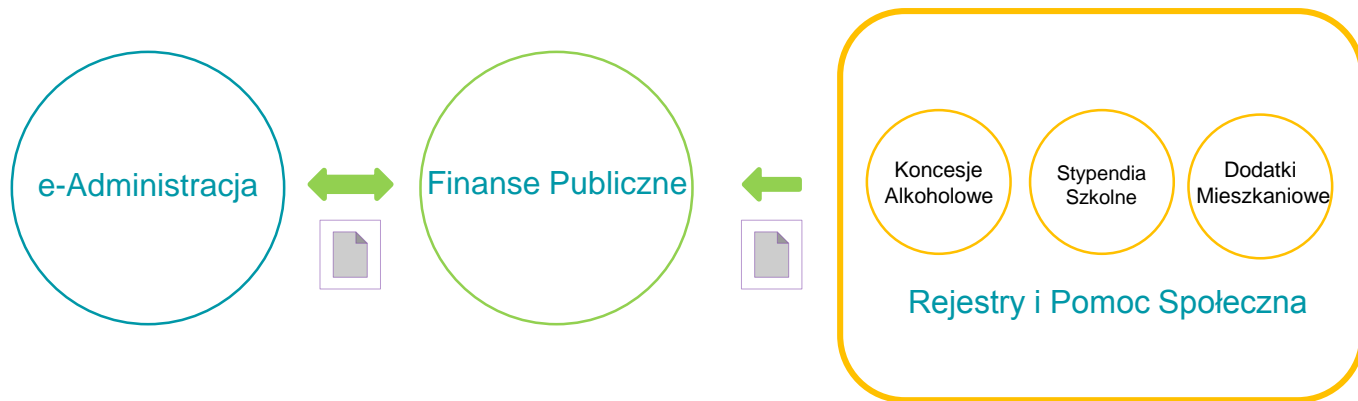 e-Administracja
Finanse Publiczne
Koncesje
Alkoholowe
Stypendia
Szkolne
Dodatki
Mieszkaniowe
Rejestry i Pomoc Społeczna